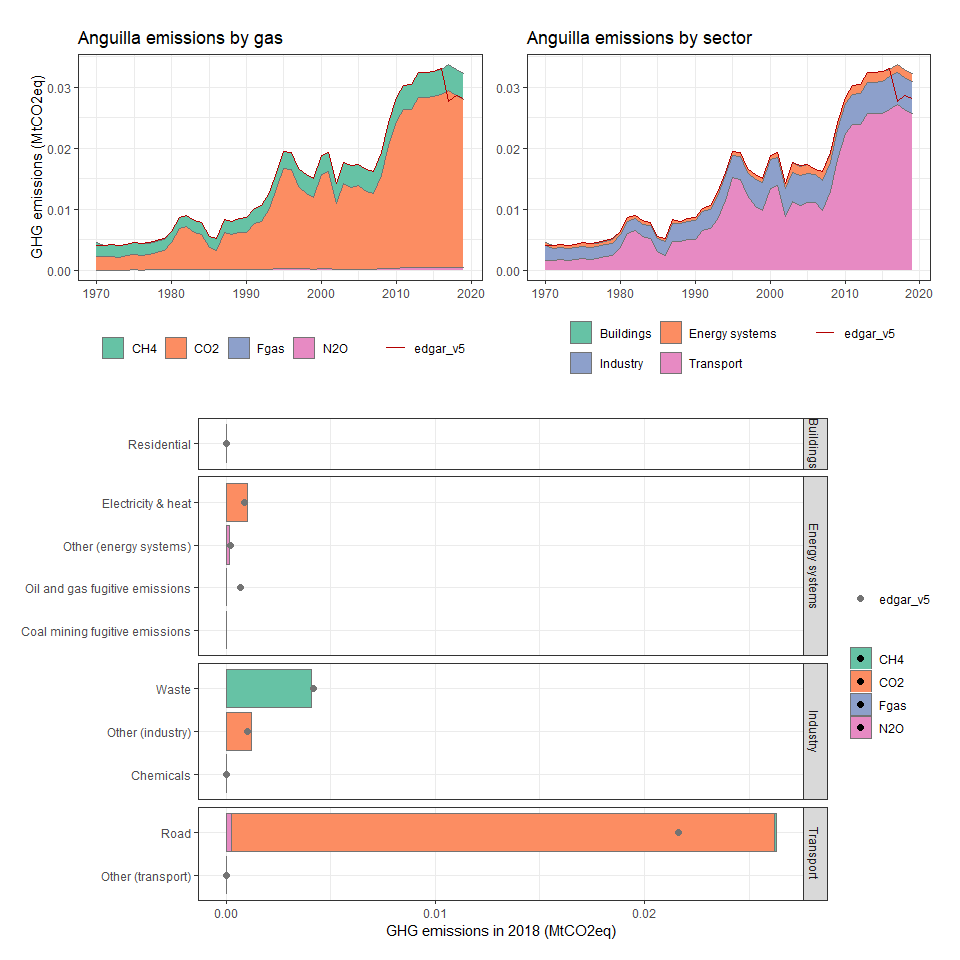 Anguilla emissions by gas
GHG emissions (MtCO2eq)
0.03
0.02
0.01
0.00
1970 1980 1990 2000 2010 2020
CH4 CO2 Fgas N2O edgar_v5
Anguilla emissions by sector
0.03
0.02
0.01
0.00
1970 1980 1990 2000 2010 2020
Buildings Energy systems edgar_v5
Industry Transport
Residential
Buildings
Electricity & heat
Other (energy systems)
Oil and gas fugitive emissions
Coal mining fugitive emissions
Energy systems
Waste
Other (industry)
Chemicals
Industry
Road
Other (transport)
Transport
0.00 0.01 0.02
GHG emissions in 2018 (MtCO2eq)
edgar_v5
CH4
CO2
Fgas
N2O